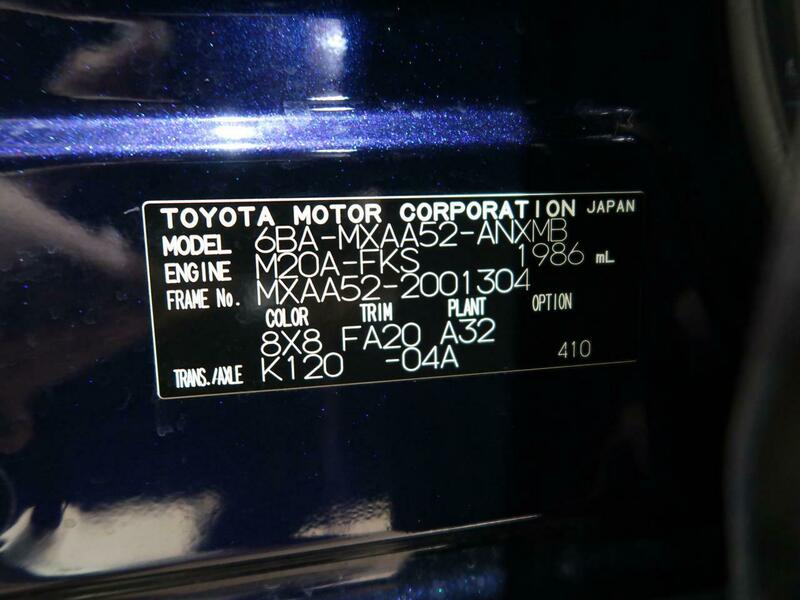 TOYOTA MOTOR CORPORATION JAPAN
MODEL 6BA-MXAA52-ANXMB
ENGINE M20A-FKS 1986 mL
FRAME No. MXAA52-2001304
COLOR TRIM PLANT OPTION
8X8 FA20 A32
TRANS./AXLE K120 -04A 410